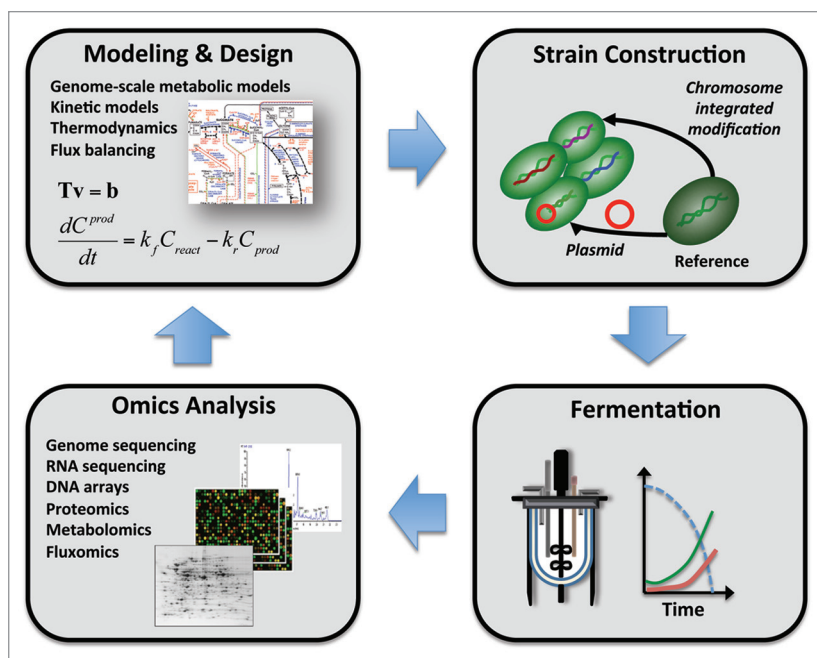 Modeling & Design
Genome-scale metabolic models
Kinetic models
Thermodynamics
Flux balancing
Tv = b
dC^prod/dt = k_f C_react − k_r C_prod
Strain Construction
Chromosome
integrated
modification
Plasmid
Reference
Omics Analysis
Genome sequencing
RNA sequencing
DNA arrays
Proteomics
Metabolomics
Fluxomics
Fermentation
Time